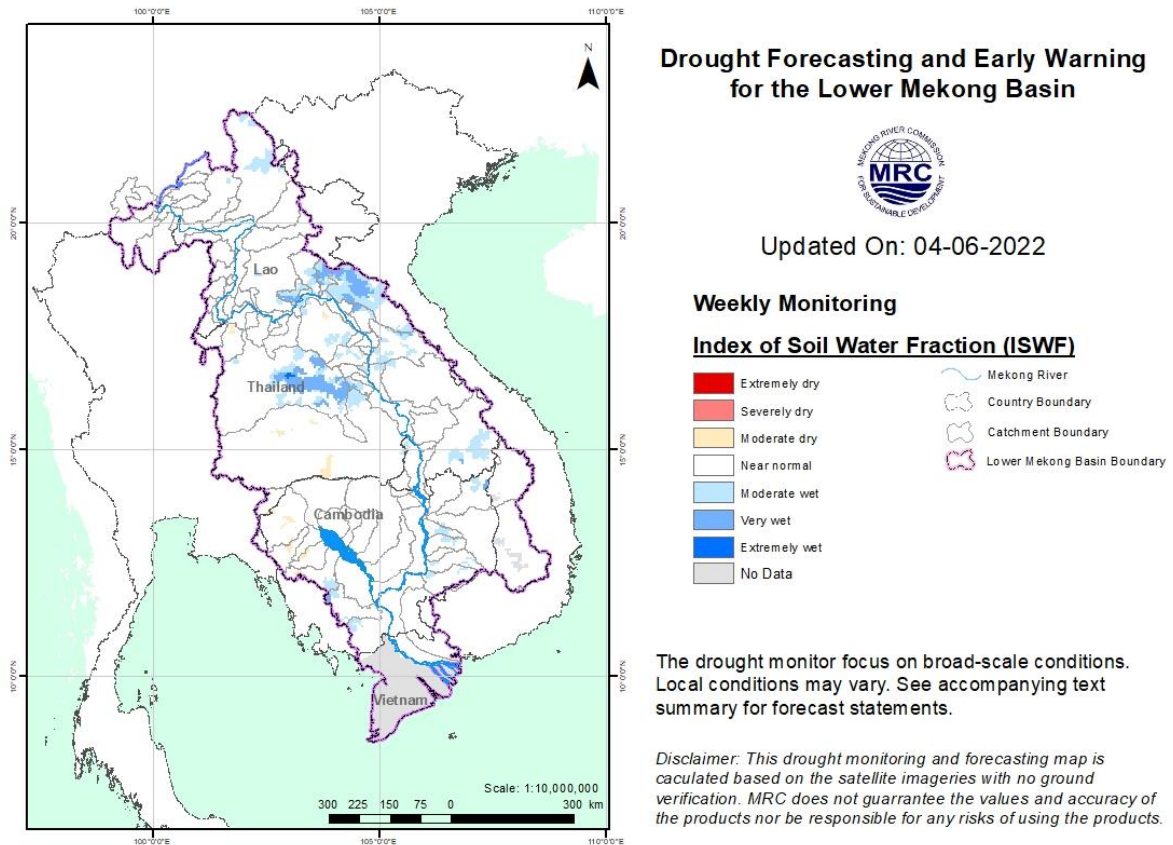 100°0'0"E 105°0'0"E 110°0'0"E
N
20°0'0"N 20°0'0"N
Lao
Thailand
15°0'0"N 15°0'0"N
Cambodia
10°0'0"N 10°0'0"N
Vietnam
Scale: 1:10,000,000
300 225 150 75 0 300 km
100°0'0"E 105°0'0"E 110°0'0"E
Drought Forecasting and Early Warning
for the Lower Mekong Basin
MEKONG RIVER COMMISSION
MRC
FOR SUSTAINABLE DEVELOPMENT
Updated On: 04-06-2022
Weekly Monitoring
Index of Soil Water Fraction (ISWF)
Extremely dry
Severely dry
Moderate dry
Near normal
Moderate wet
Very wet
Extremely wet
No Data
Mekong River
Country Boundary
Catchment Boundary
Lower Mekong Basin Boundary
The drought monitor focus on broad-scale conditions.
Local conditions may vary. See accompanying text
summary for forecast statements.
Disclaimer: This drought monitoring and forecasting map is
caculated based on the satellite imageries with no ground
verification. MRC does not guarrantee the values and accuracy of
the products nor be responsible for any risks of using the products.